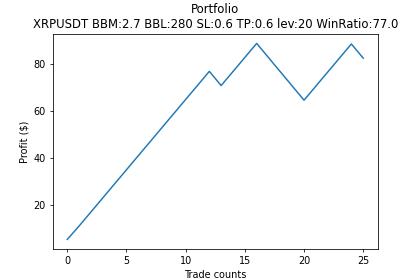 Portfolio
XRPUSDT BBM:2.7 BBL:280 SL:0.6 TP:0.6 lev:20 WinRatio:77.0
Profit ($)
80
60
40
20
0 5 10 15 20 25
Trade counts